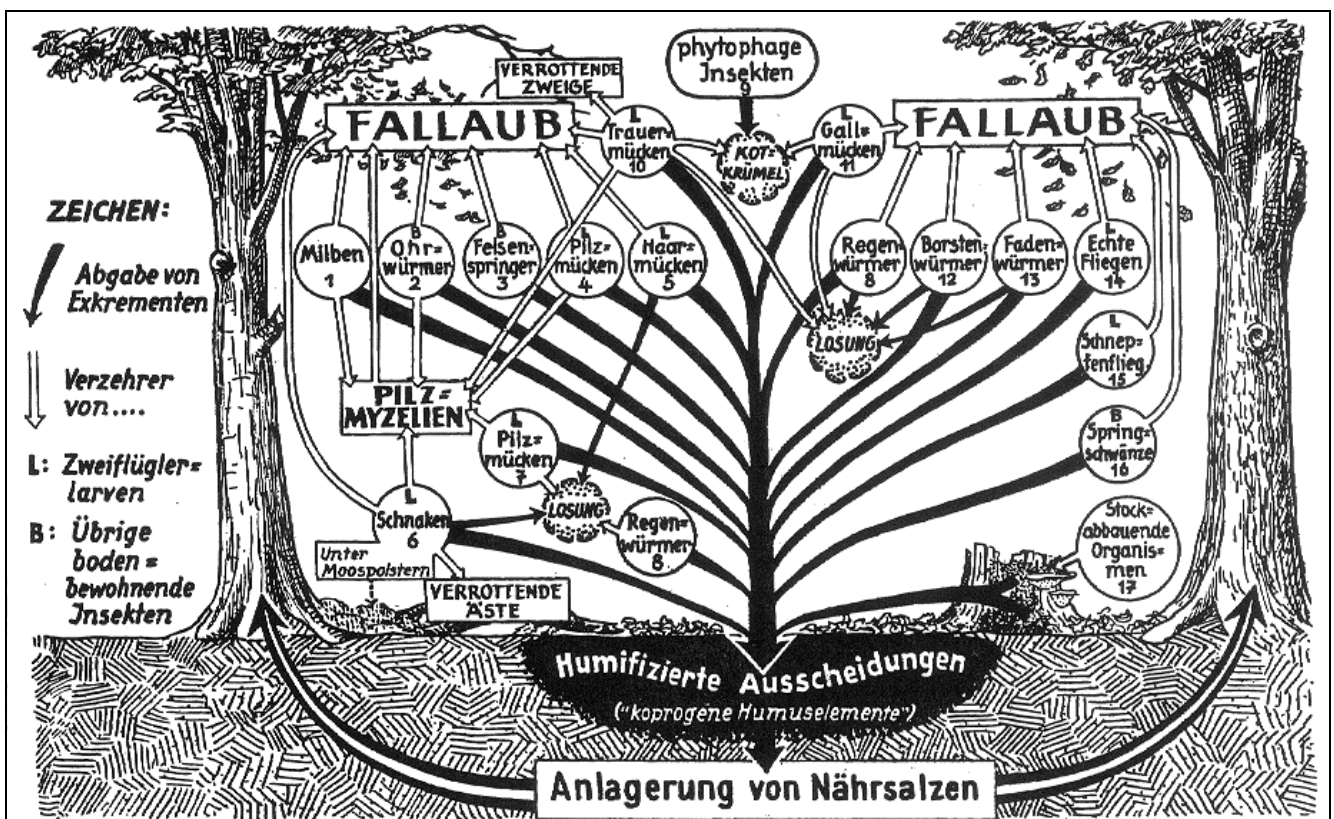 phytophage
Insekten
9
VERROTTENDE
ZWEIGE
FALLAUB
L
Trauer=
mücken
10
KOT=
KRÜMEL
L
Gall=
mücken
11
FALLAUB
ZEICHEN:
Abgabe von
Exkrementen
Verzehrer
von....
L: Zweiflügler=
larven
B: Übrige
boden=
bewohnende
Insekten
Milben
1
B
Ohr=
würmer
2
B
Felsen=
springer
3
L
Pilz=
mücken
4
L
Haar=
mücken
5
Regen=
würmer
8
Borsten=
würmer
12
Faden=
würmer
13
L
Echte
Fliegen
14
LOSUNG
L
Schnep=
fenflieg.
15
PILZ=
MYZELIEN
L
Pilz=
mücken
7
B
Spring=
schwänze
16
L
Schnaken
6
LOSUNG
Regen=
würmer
8
Stock=
abbauende
Organis=
men
17
Unter
Moospolstern
VERROTTENDE
ÄSTE
Humifizierte Ausscheidungen
("koprogene Humuselemente")
Anlagerung von Nährsalzen